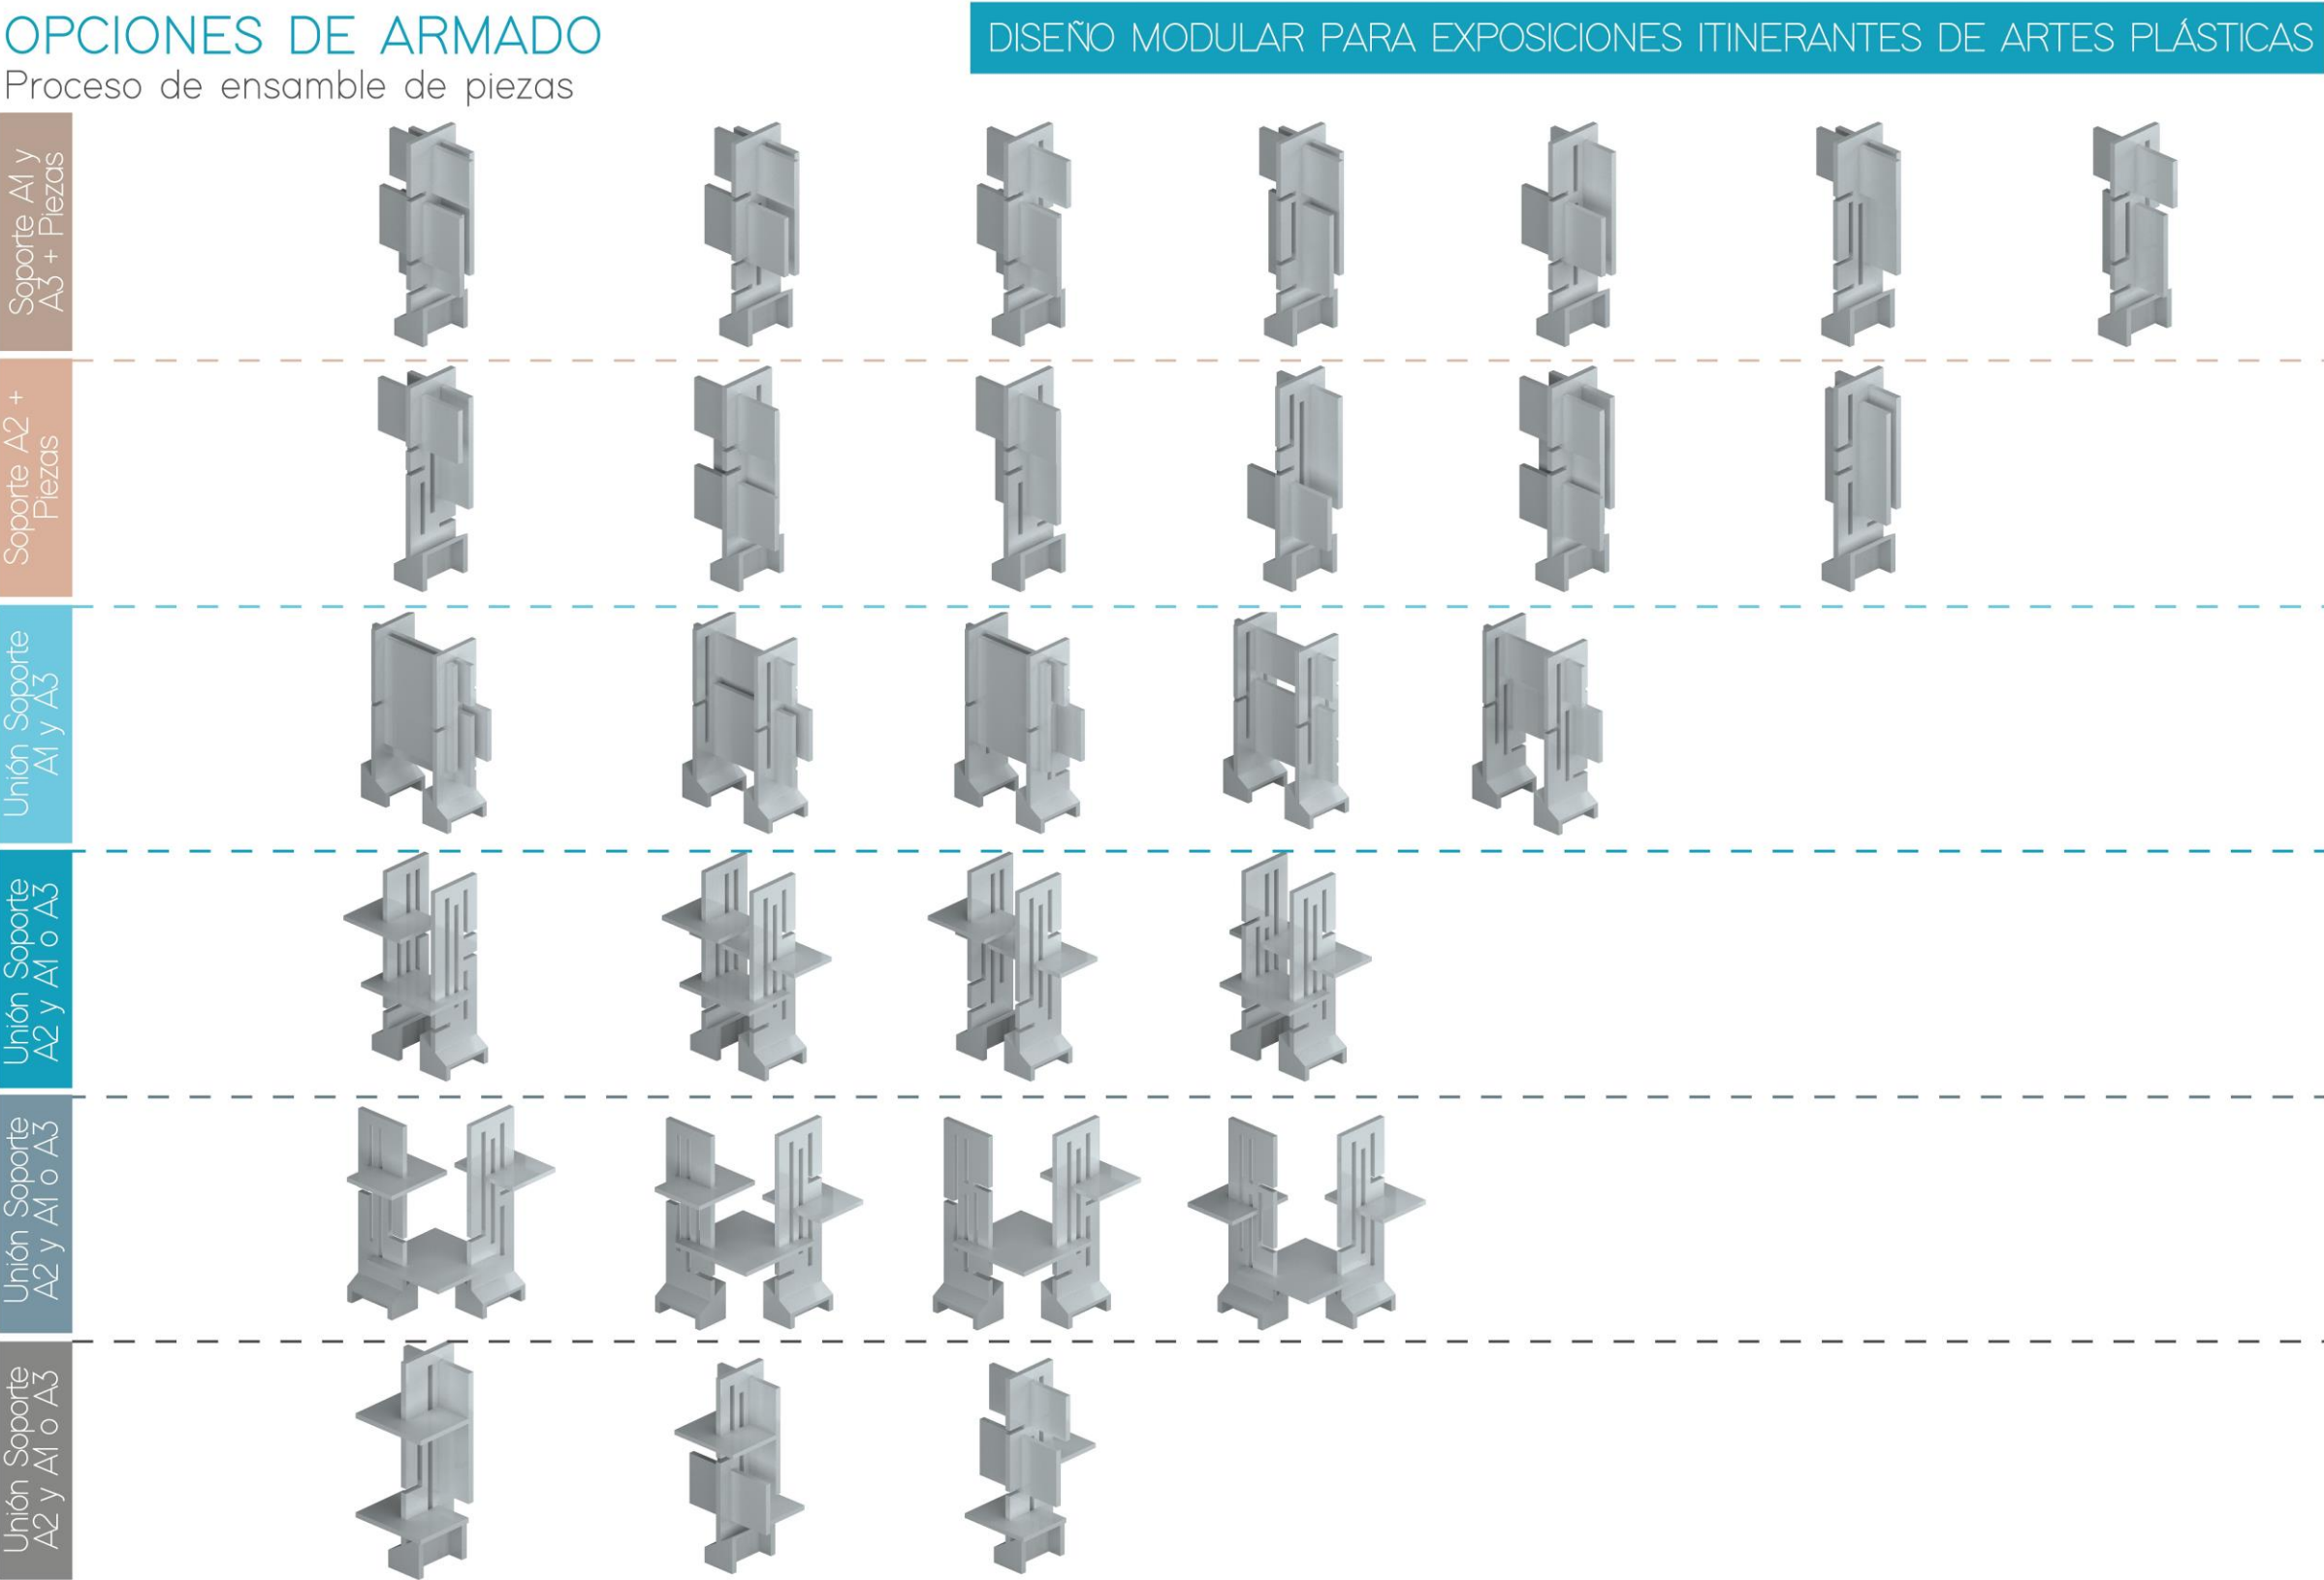 OPCIONES DE ARMADO
DISEÑO MODULAR PARA EXPOSICIONES ITINERANTES DE ARTES PLÁSTICAS
Proceso de ensamble de piezas
Soporte A1 y
A3 + Piezas
Soporte A2 +
Piezas
Unión Soporte
A1 y A3
Unión Soporte
A2 y A1 o A3
Unión Soporte
A2 y A1 o A3
Unión Soporte
A2 y A1 o A3